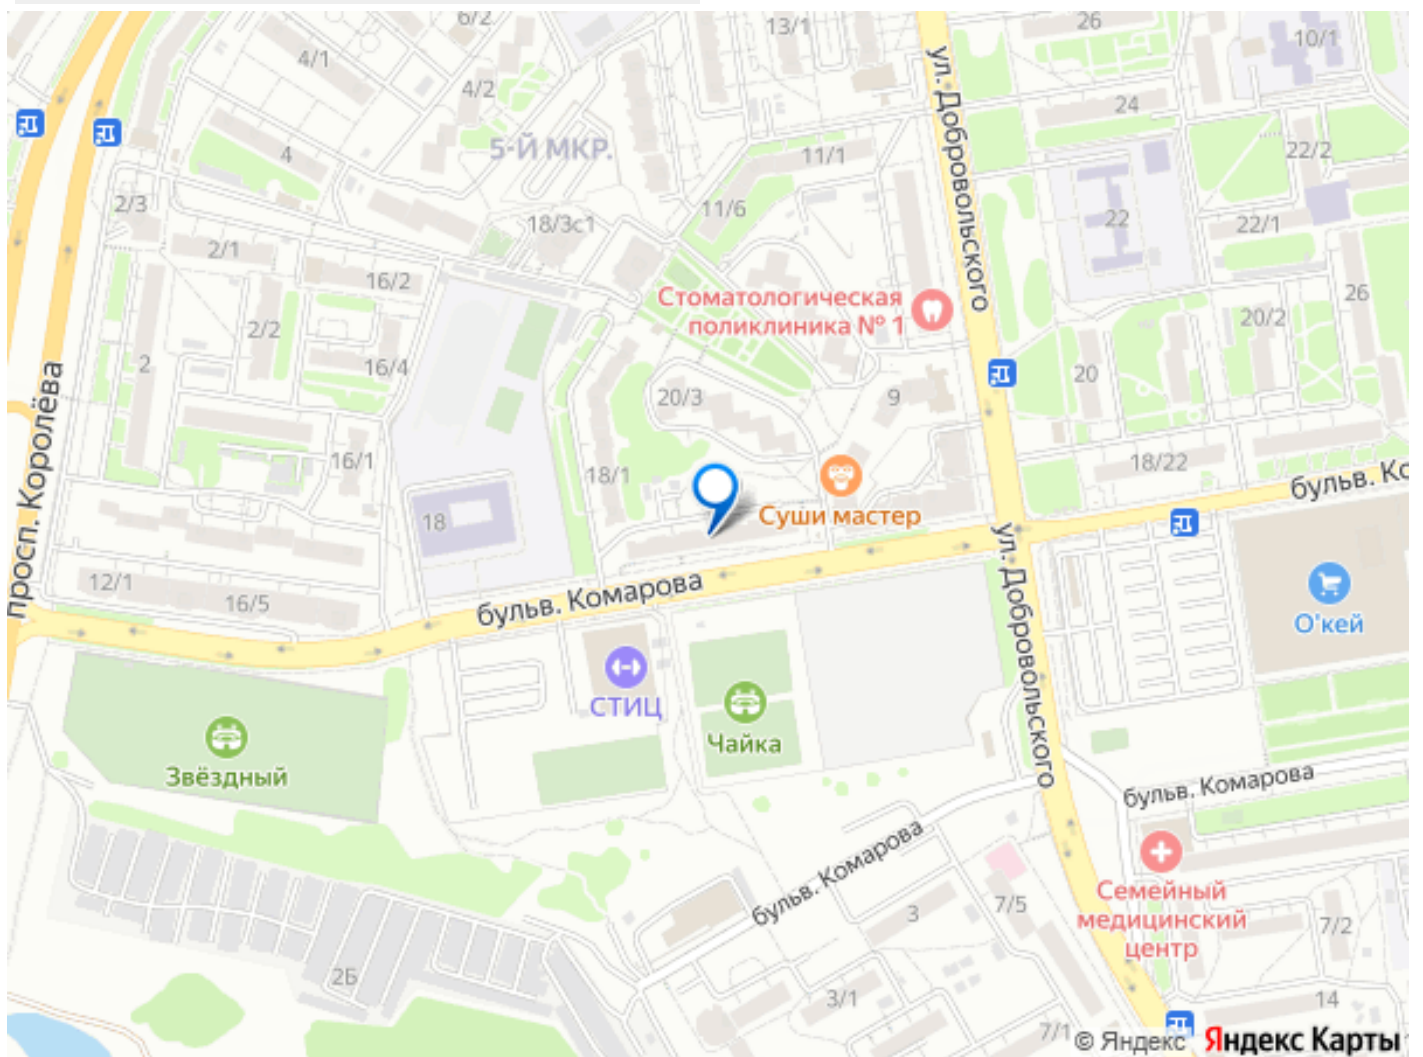 6/2
13/1
26
10/1
4/1
ул. Добровольского
4/2
24
5-Й МКР.
4
11/1
22/2
2/3
11/6
18/3с1
22
22/1
2/1
16/2
Стоматологическая
поликлиника № 1
26
2/2
20/2
2
16/4
20/3
9
20
просп. Королёва
16/1
18/1
18/22
бульв. Ко
18
Суши мастер
ул. Добровольского
12/1
16/5
бульв. Комарова
О'кей
СТИЦ
Чайка
Звёздный
бульв. Комарова
бульв. Комарова
Семейный
медицинский
центр
3
7/5
7/2
2Б
3/1
14
7/1
© Яндекс Яндекс Карты